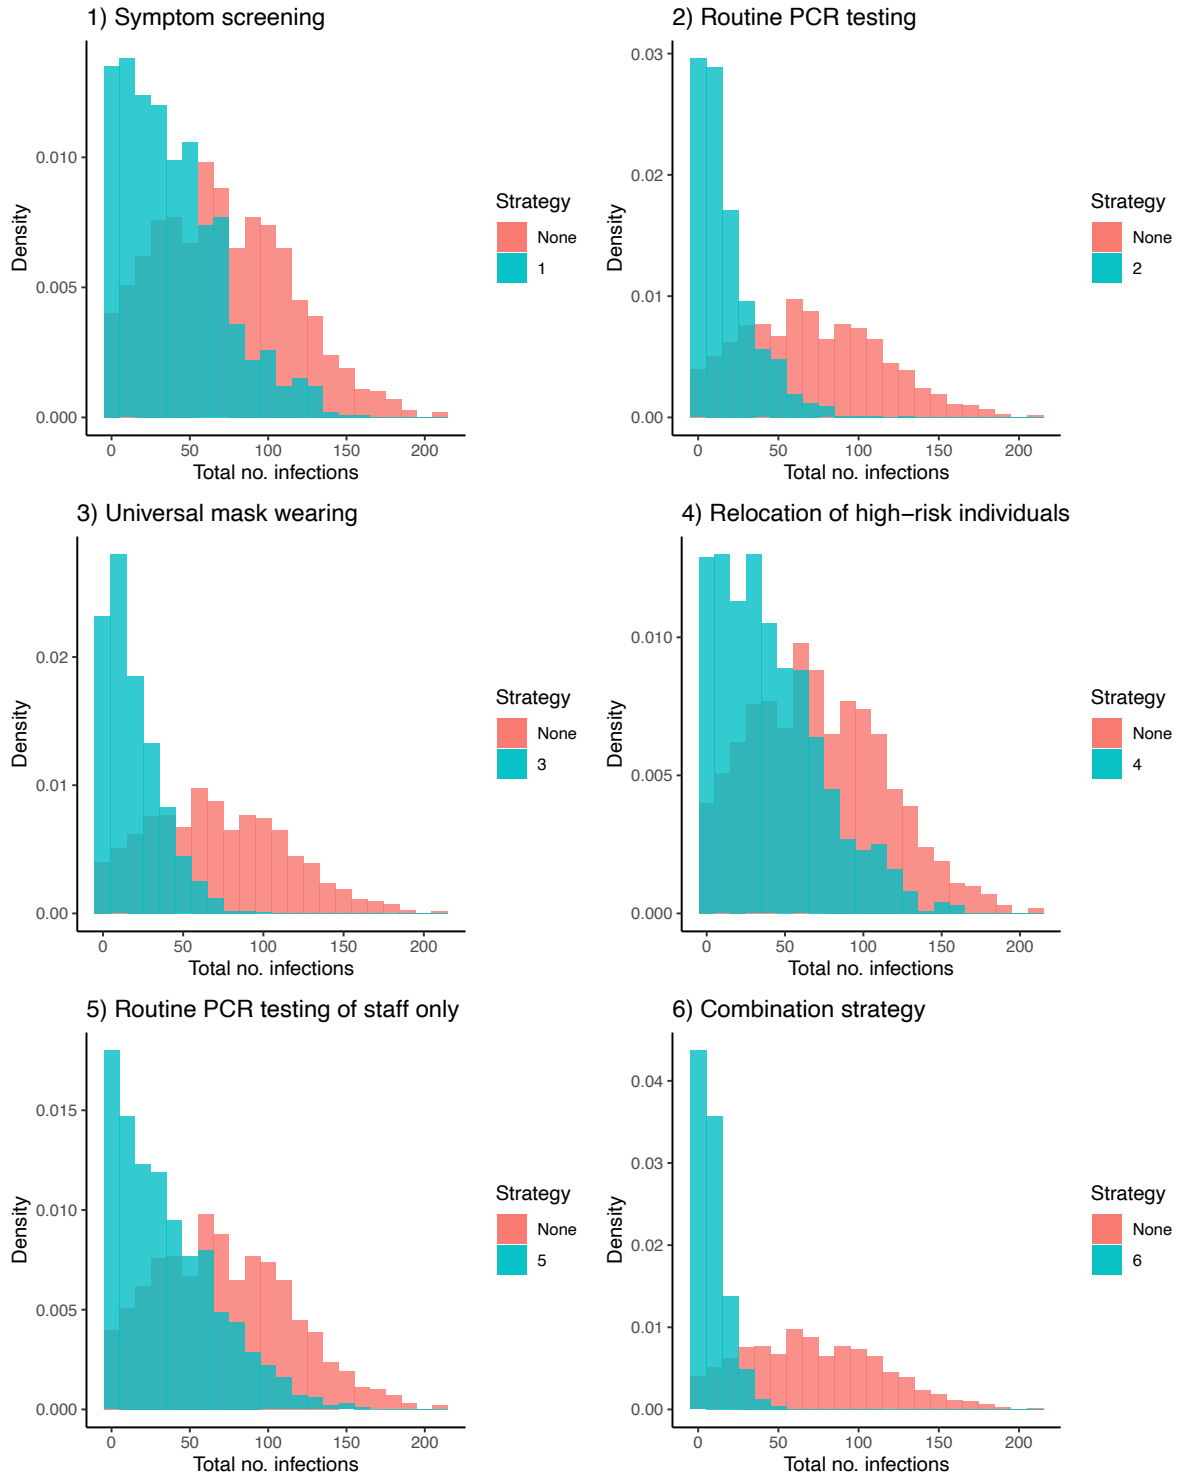 1) Symptom screening
0.010
0.005
0.000
Density
0 50 100 150 200
Total no. infections
Strategy
None
1
2) Routine PCR testing
0.03
0.02
0.01
0.00
Density
0 50 100 150 200
Total no. infections
Strategy
None
2
3) Universal mask wearing
0.02
0.01
0.00
Density
0 50 100 150 200
Total no. infections
Strategy
None
3
4) Relocation of high−risk individuals
0.010
0.005
0.000
Density
0 50 100 150 200
Total no. infections
Strategy
None
4
5) Routine PCR testing of staff only
0.015
0.010
0.005
0.000
Density
0 50 100 150 200
Total no. infections
Strategy
None
5
6) Combination strategy
0.04
0.03
0.02
0.01
0.00
Density
0 50 100 150 200
Total no. infections
Strategy
None
6